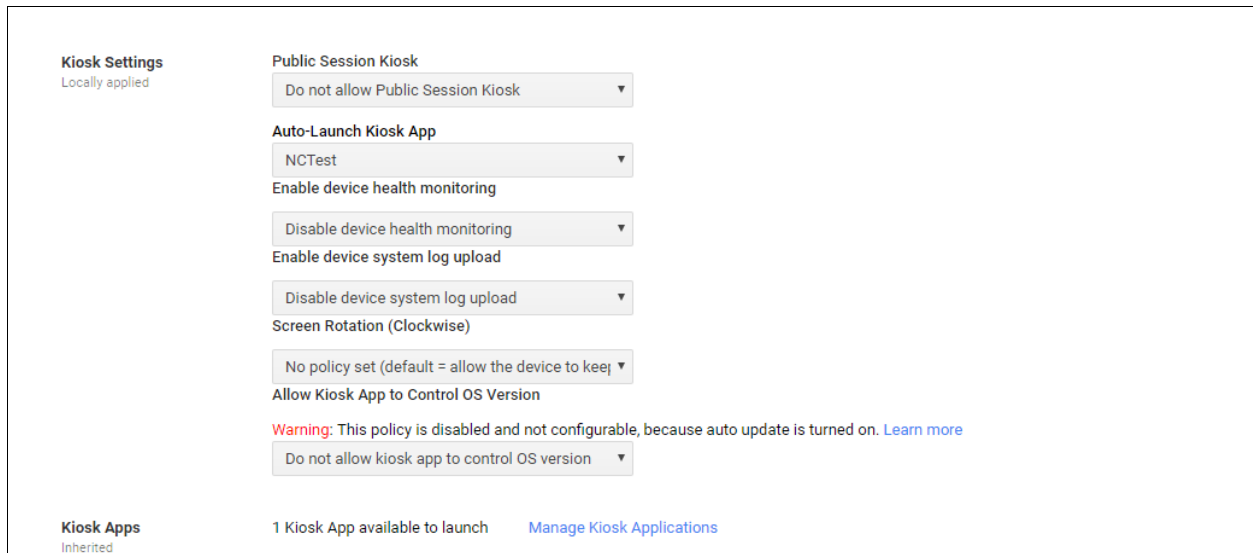 Kiosk Settings
Locally applied
Public Session Kiosk
Do not allow Public Session Kiosk
Auto-Launch Kiosk App
NCTest
Enable device health monitoring
Disable device health monitoring
Enable device system log upload
Disable device system log upload
Screen Rotation (Clockwise)
No policy set (default = allow the device to keep
Allow Kiosk App to Control OS Version
Warning: This policy is disabled and not configurable, because auto update is turned on. Learn more
Do not allow kiosk app to control OS version
Kiosk Apps
Inherited
1 Kiosk App available to launch Manage Kiosk Applications